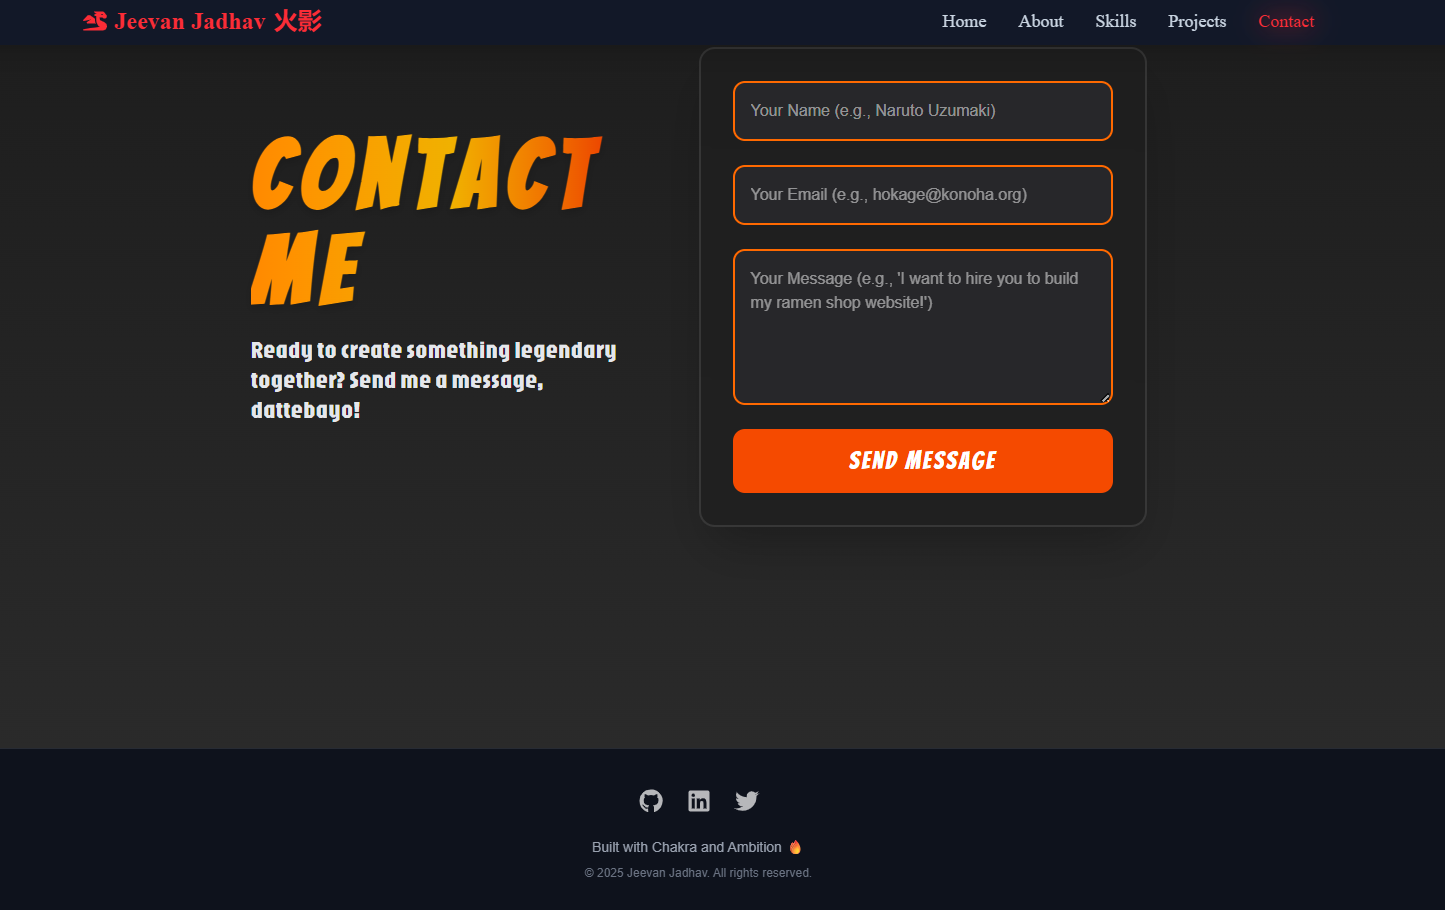 Jeevan Jadhav 火影
Home About Skills Projects Contact
CONTACT
ME
Ready to create something legendary
together? Send me a message,
dattebayo!
Your Name (e.g., Naruto Uzumaki)
Your Email (e.g., hokage@konoha.org)
Your Message (e.g., 'I want to hire you to build
my ramen shop website!')
SEND MESSAGE
Built with Chakra and Ambition 🔥
© 2025 Jeevan Jadhav. All rights reserved.